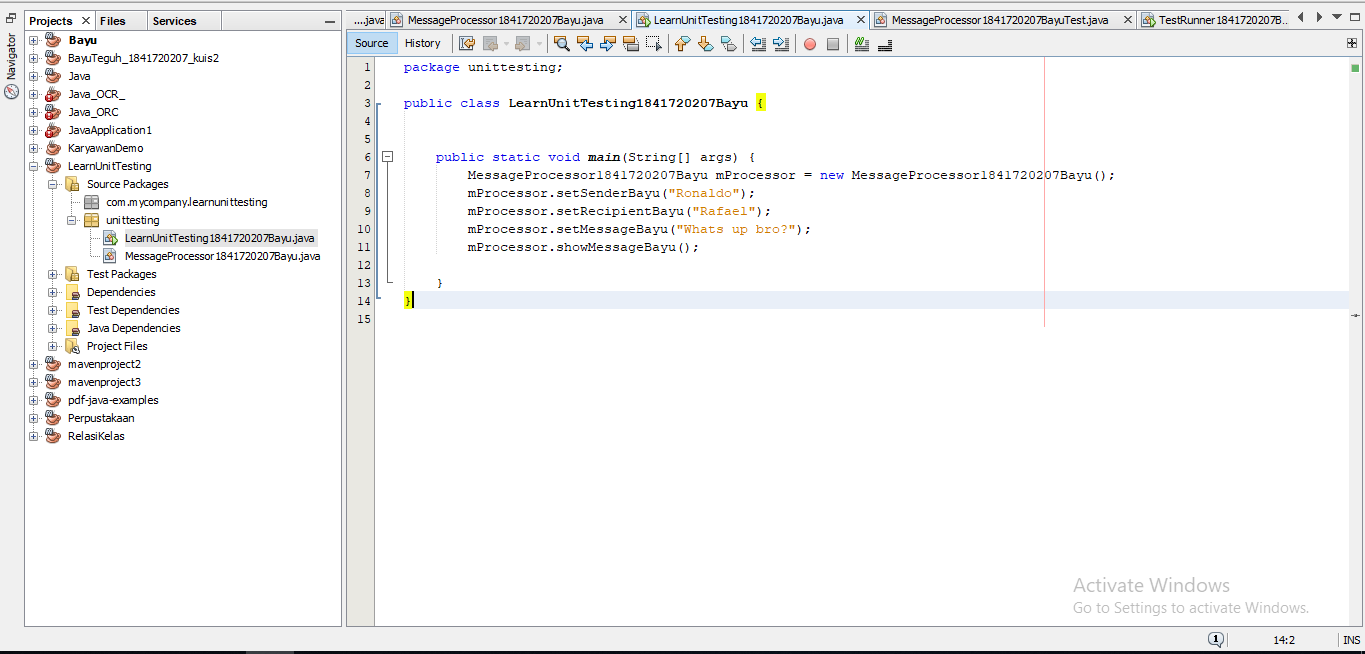 Navigator
Projects
Files
Services
Bayu
BayuTeguh_1841720207_kuis2
Java
Java_OCR_
Java_ORC
JavaApplication1
KaryawanDemo
LearnUnitTesting
Source Packages
com.mycompany.learnunittesting
unittesting
LearnUnitTesting1841720207Bayu.java
MessageProcessor1841720207Bayu.java
Test Packages
Dependencies
Test Dependencies
Java Dependencies
Project Files
mavenproject2
mavenproject3
pdf-java-examples
Perpustakaan
RelasiKelas
....java MessageProcessor1841720207Bayu.java LearnUnitTesting1841720207Bayu.java MessageProcessor1841720207BayuTest.java TestRunner1841720207B...
Source History
1 package unittesting;
2
3 public class LearnUnitTesting1841720207Bayu {
4
5
6 public static void main(String[] args) {
7 MessageProcessor1841720207Bayu mProcessor = new MessageProcessor1841720207Bayu();
8 mProcessor.setSenderBayu("Ronaldo");
9 mProcessor.setRecipientBayu("Rafael");
10 mProcessor.setMessageBayu("Whats up bro?");
11 mProcessor.showMessageBayu();
12
13 }
14 }
15
Activate Windows
Go to Settings to activate Windows.
1 14:2 INS